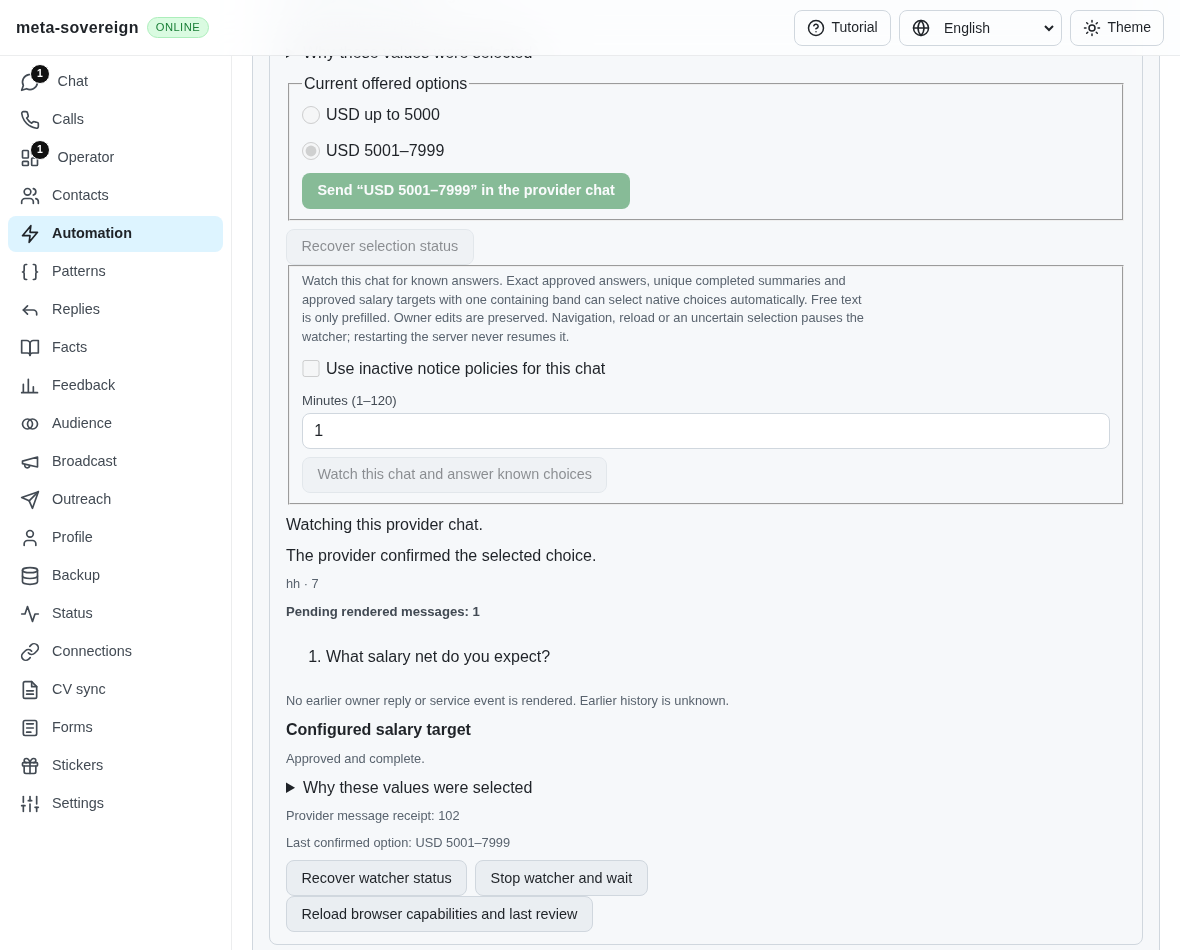 meta-sovereign ONLINE
Tutorial
English
Theme
1 Chat
Calls
1 Operator
Contacts
Automation
Patterns
Replies
Facts
Feedback
Audience
Broadcast
Outreach
Profile
Backup
Status
Connections
CV sync
Forms
Stickers
Settings
Why these values were selected
Current offered options
USD up to 5000
USD 5001–7999
Send “USD 5001–7999” in the provider chat
Recover selection status
Watch this chat for known answers. Exact approved answers, unique completed summaries and
approved salary targets with one containing band can select native choices automatically. Free text
is only prefilled. Owner edits are preserved. Navigation, reload or an uncertain selection pauses the
watcher; restarting the server never resumes it.
Use inactive notice policies for this chat
Minutes (1–120)
1
Watch this chat and answer known choices
Watching this provider chat.
The provider confirmed the selected choice.
hh · 7
Pending rendered messages: 1
1. What salary net do you expect?
No earlier owner reply or service event is rendered. Earlier history is unknown.
Configured salary target
Approved and complete.
Why these values were selected
Provider message receipt: 102
Last confirmed option: USD 5001–7999
Recover watcher status
Stop watcher and wait
Reload browser capabilities and last review